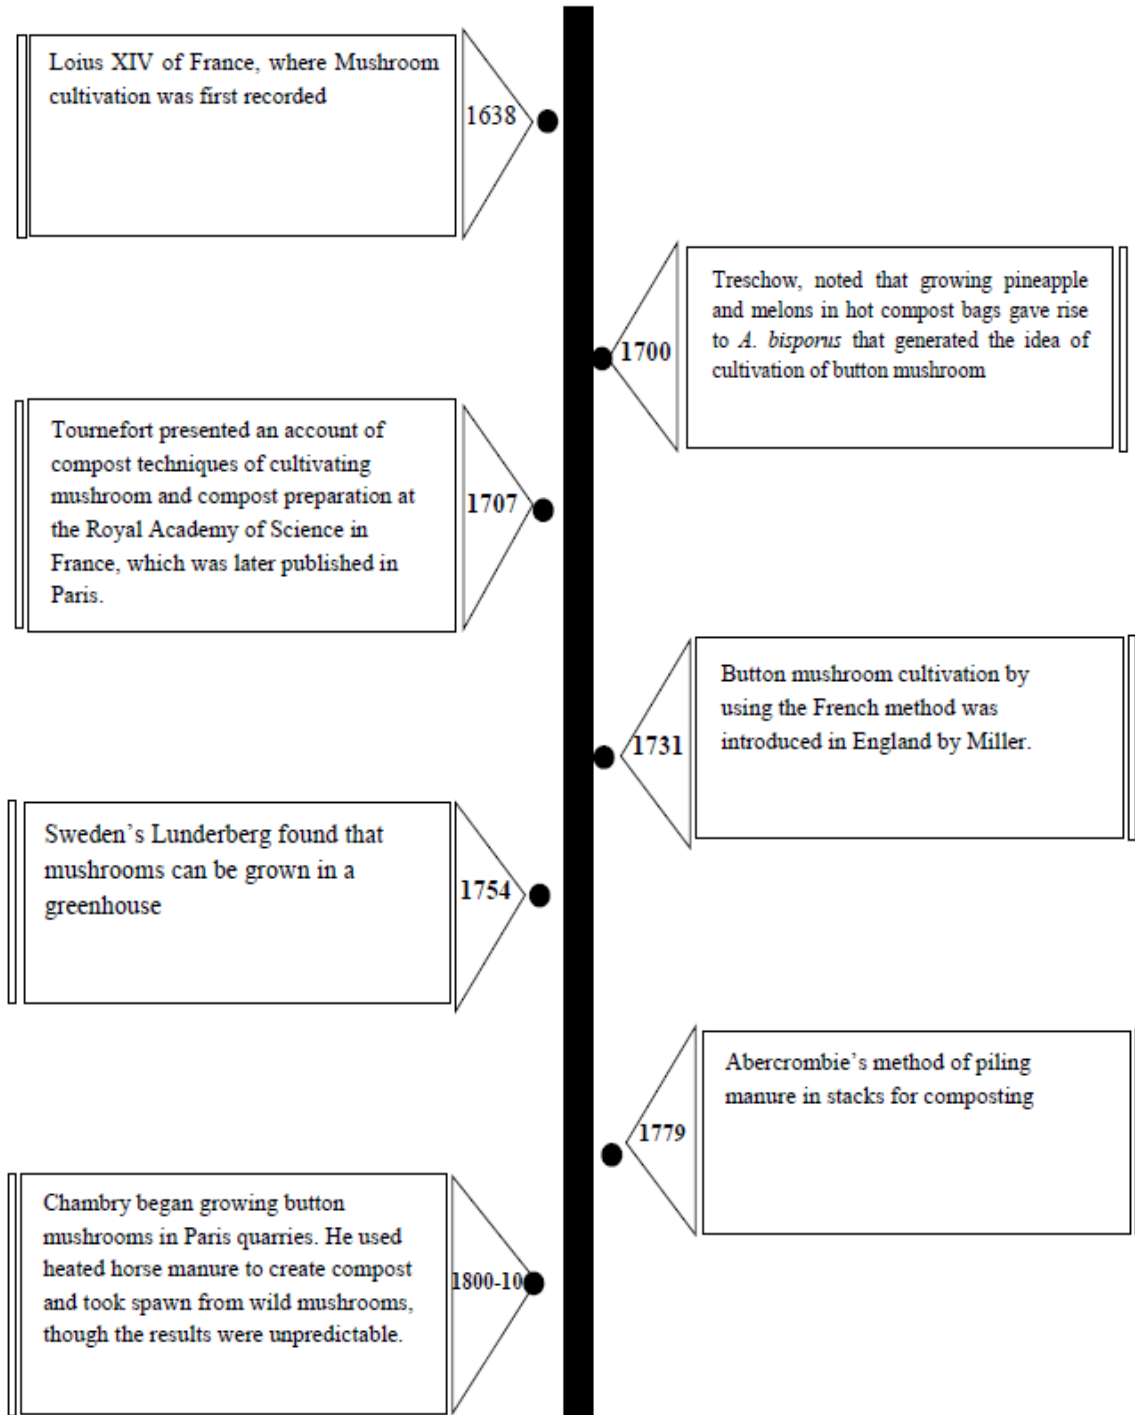 Loius XIV of France, where Mushroom
cultivation was first recorded
1638
Treschow, noted that growing pineapple
and melons in hot compost bags gave rise
to A. bisporus that generated the idea of
cultivation of button mushroom
1700
Tournefort presented an account of
compost techniques of cultivating
mushroom and compost preparation at
the Royal Academy of Science in
France, which was later published in
Paris.
1707
Button mushroom cultivation by
using the French method was
introduced in England by Miller.
1731
Sweden’s Lunderberg found that
mushrooms can be grown in a
greenhouse
1754
Abercrombie’s method of piling
manure in stacks for composting
1779
Chambry began growing button
mushrooms in Paris quarries. He used
heated horse manure to create compost
and took spawn from wild mushrooms,
though the results were unpredictable.
1800-10